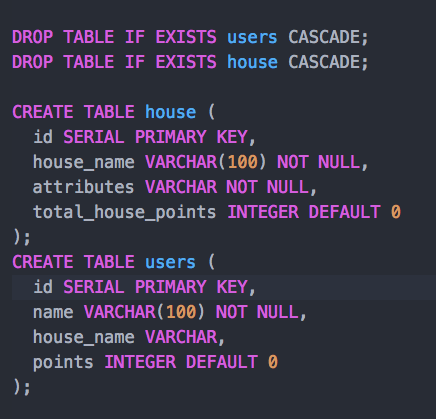 DROP TABLE IF EXISTS users CASCADE;
DROP TABLE IF EXISTS house CASCADE;

CREATE TABLE house (
  id SERIAL PRIMARY KEY,
  house_name VARCHAR(100) NOT NULL,
  attributes VARCHAR NOT NULL,
  total_house_points INTEGER DEFAULT 0
);
CREATE TABLE users (
  id SERIAL PRIMARY KEY,
  name VARCHAR(100) NOT NULL,
  house_name VARCHAR,
  points INTEGER DEFAULT 0
);